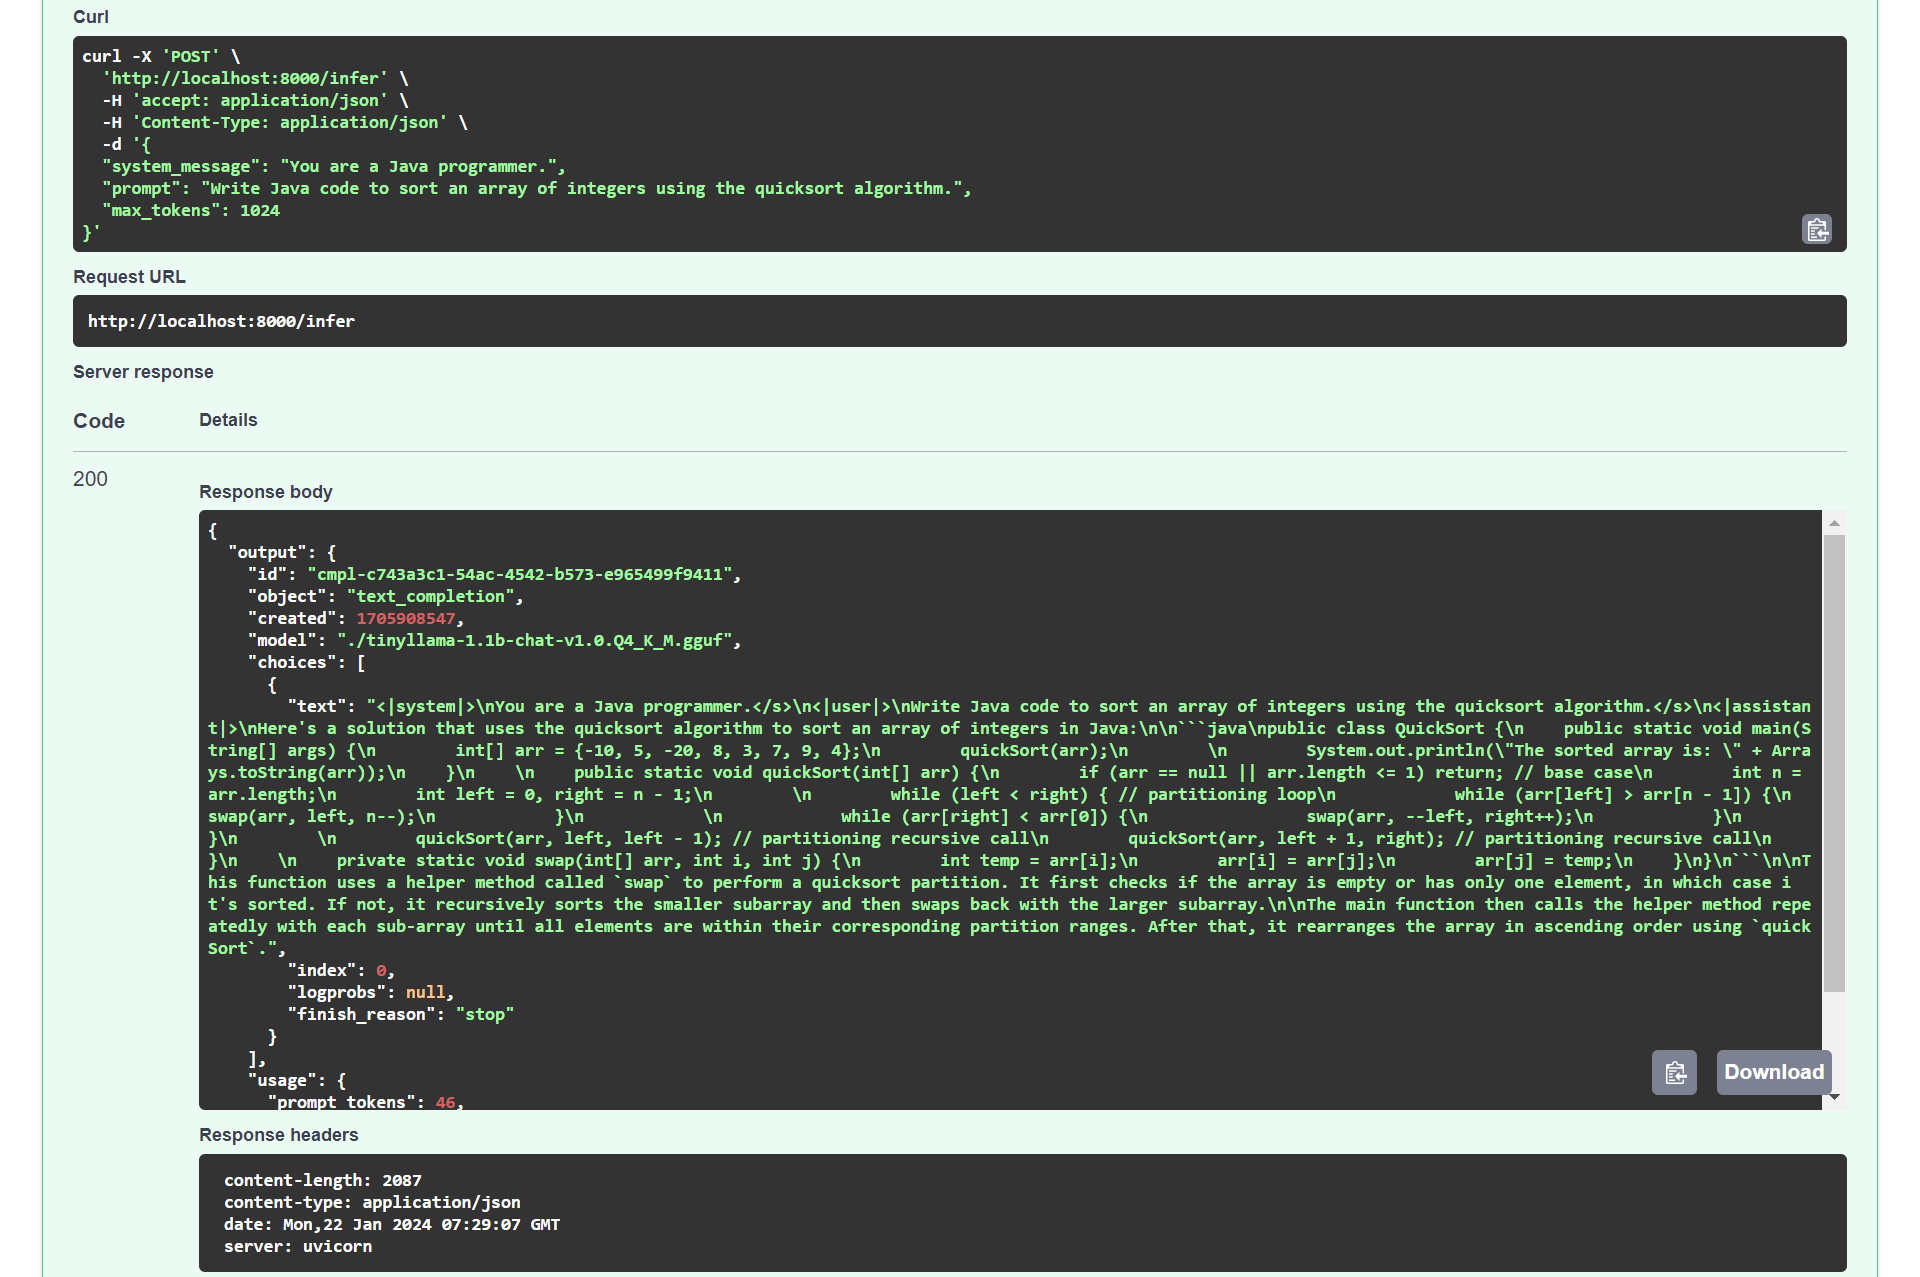 Curl
curl -X 'POST' \
  'http://localhost:8000/infer' \
  -H 'accept: application/json' \
  -H 'Content-Type: application/json' \
  -d '{
  "system_message": "You are a Java programmer.",
  "prompt": "Write Java code to sort an array of integers using the quicksort algorithm.",
  "max_tokens": 1024
}'
Request URL
http://localhost:8000/infer
Server response
Code Details
200
Response body
{
  "output": {
    "id": "cmpl-c743a3c1-54ac-4542-b573-e965499f9411",
    "object": "text_completion",
    "created": 1705908547,
    "model": "./tinyllama-1.1b-chat-v1.0.Q4_K_M.gguf",
    "choices": [
      {
        "text": "<|system|>\nYou are a Java programmer.</s>\n<|user|>\nWrite Java code to sort an array of integers using the quicksort algorithm.</s>\n<|assistan
t|>\nHere's a solution that uses the quicksort algorithm to sort an array of integers in Java:\n\n```java\npublic class QuickSort {\n    public static void main(S
tring[] args) {\n        int[] arr = {-10, 5, -20, 8, 3, 7, 9, 4};\n        quickSort(arr);\n        \n        System.out.println(\"The sorted array is: \" + Arra
ys.toString(arr));\n    }\n    \n    public static void quickSort(int[] arr) {\n        if (arr == null || arr.length <= 1) return; // base case\n        int n =
arr.length;\n        int left = 0, right = n - 1;\n        \n        while (left < right) { // partitioning loop\n            while (arr[left] > arr[n - 1]) {\n
swap(arr, left, n--);\n            }\n            \n            while (arr[right] < arr[0]) {\n                swap(arr, --left, right++);\n            }\n
}\n        \n        quickSort(arr, left, left - 1); // partitioning recursive call\n        quickSort(arr, left + 1, right); // partitioning recursive call\n
}\n    \n    private static void swap(int[] arr, int i, int j) {\n        int temp = arr[i];\n        arr[i] = arr[j];\n        arr[j] = temp;\n    }\n}\n```\n\nT
his function uses a helper method called `swap` to perform a quicksort partition. It first checks if the array is empty or has only one element, in which case i
t's sorted. If not, it recursively sorts the smaller subarray and then swaps back with the larger subarray.\n\nThe main function then calls the helper method repe
atedly with each sub-array until all elements are within their corresponding partition ranges. After that, it rearranges the array in ascending order using `quick
Sort`.",
        "index": 0,
        "logprobs": null,
        "finish_reason": "stop"
      }
    ],
    "usage": {
      "prompt_tokens": 46,
Download
Response headers
content-length: 2087
content-type: application/json
date: Mon,22 Jan 2024 07:29:07 GMT
server: uvicorn